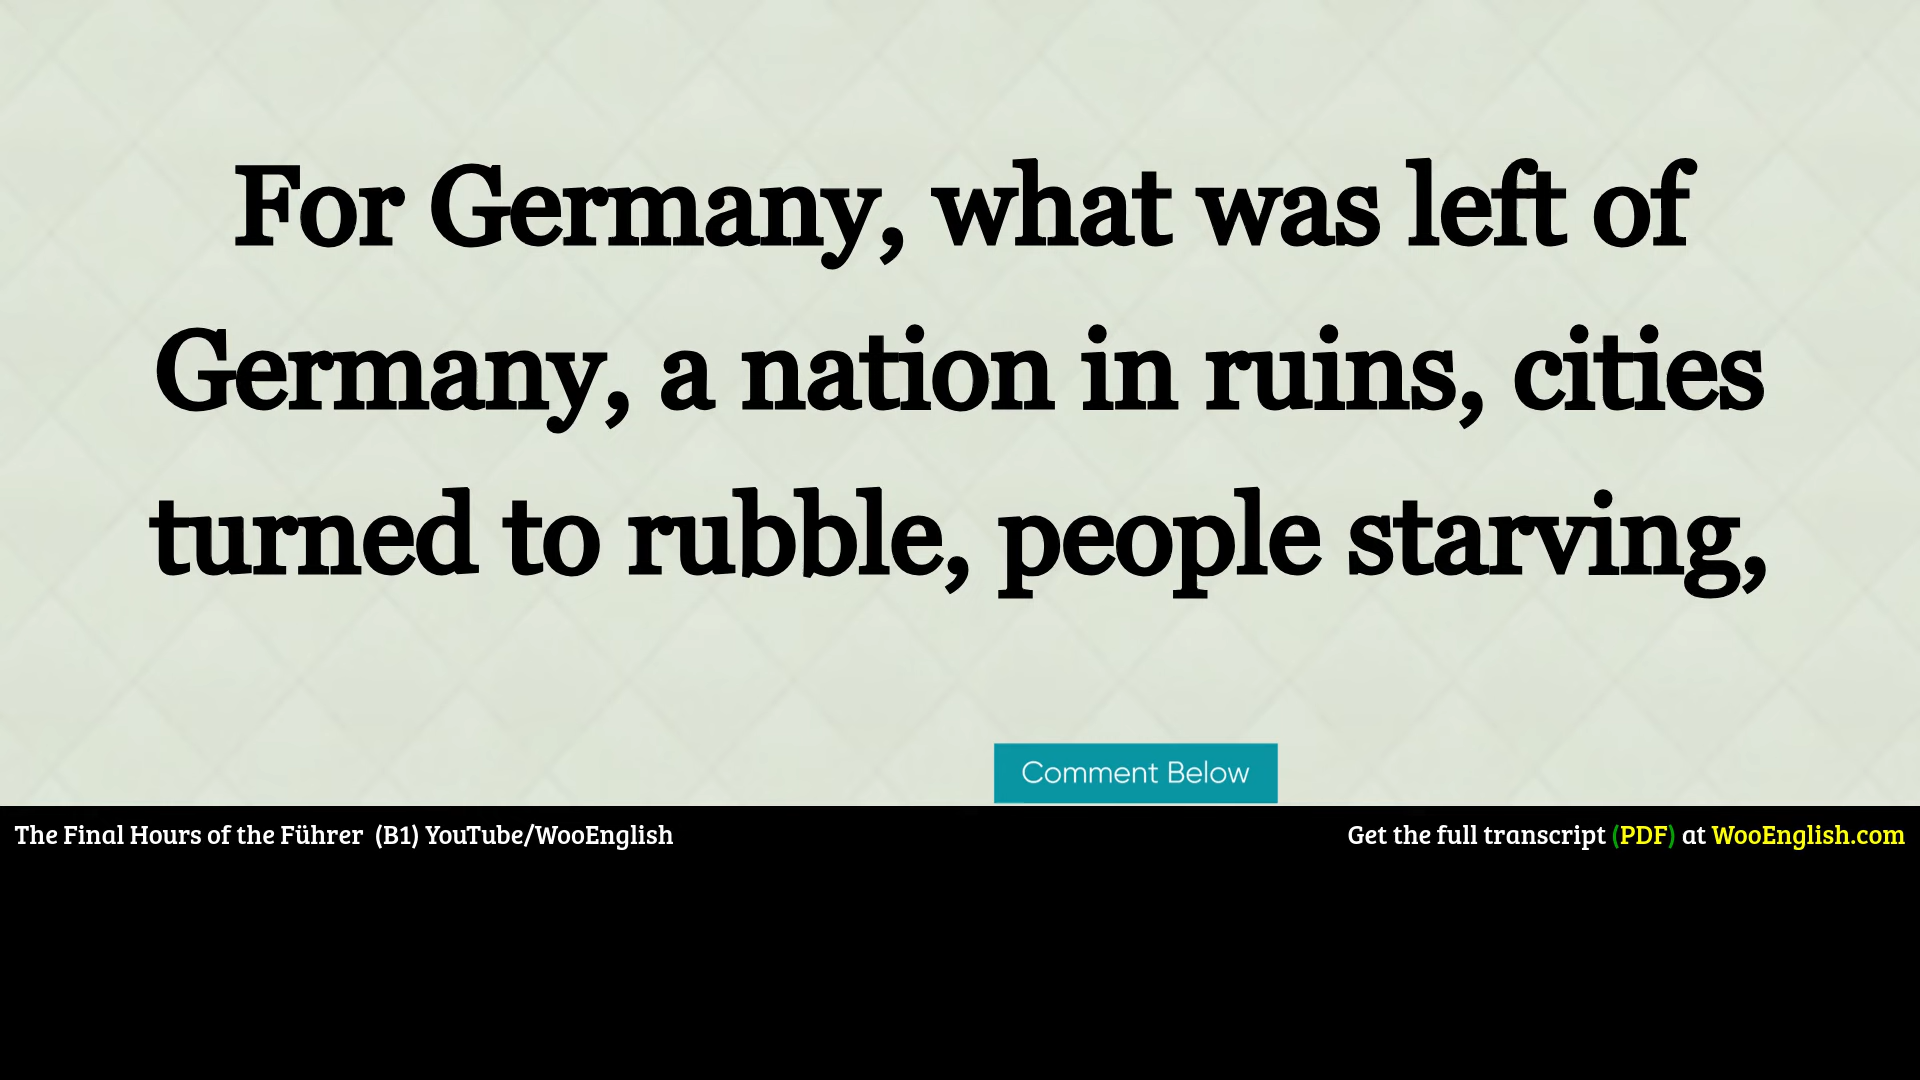 For Germany, what was left of
Germany, a nation in ruins, cities
turned to rubble, people starving,
Comment Below
The Final Hours of the Führer (B1) YouTube/WooEnglish
Get the full transcript (PDF) at WooEnglish.com